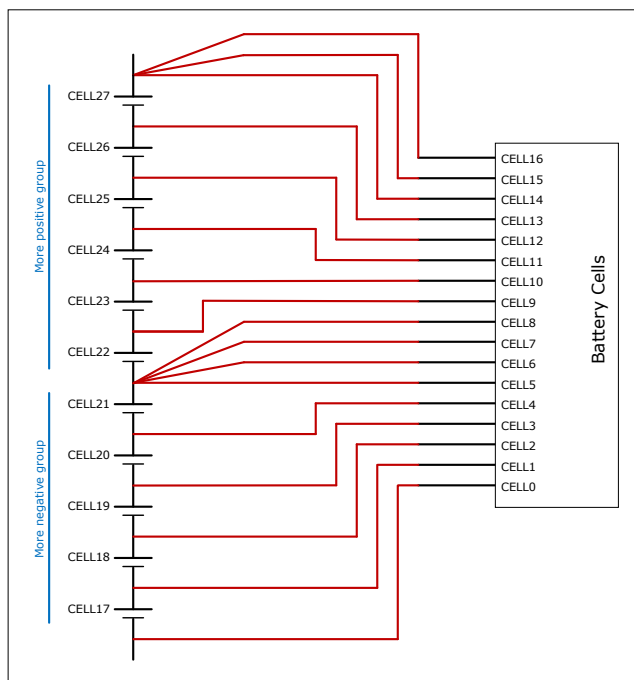 CELL27
CELL26
CELL25
CELL24
CELL23
CELL22
CELL21
CELL20
CELL19
CELL18
CELL17
More positive group
More negative group
CELL16
CELL15
CELL14
CELL13
CELL12
CELL11
CELL10
CELL9
CELL8
CELL7
CELL6
CELL5
CELL4
CELL3
CELL2
CELL1
CELL0
Battery Cells